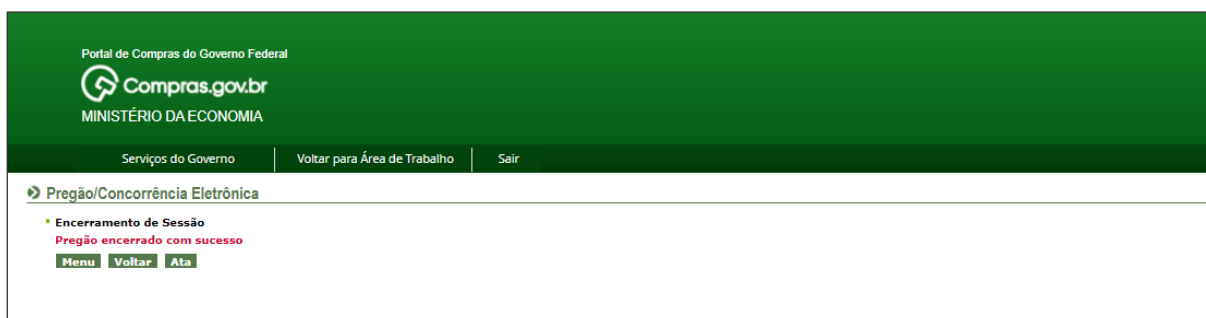 Portal de Compras do Governo Federal
Compras.gov.br
MINISTÉRIO DA ECONOMIA
Serviços do Governo Voltar para Área de Trabalho Sair
Pregão/Concorrência Eletrônica
Encerramento de Sessão
Pregão encerrado com sucesso
Menu Voltar Ata